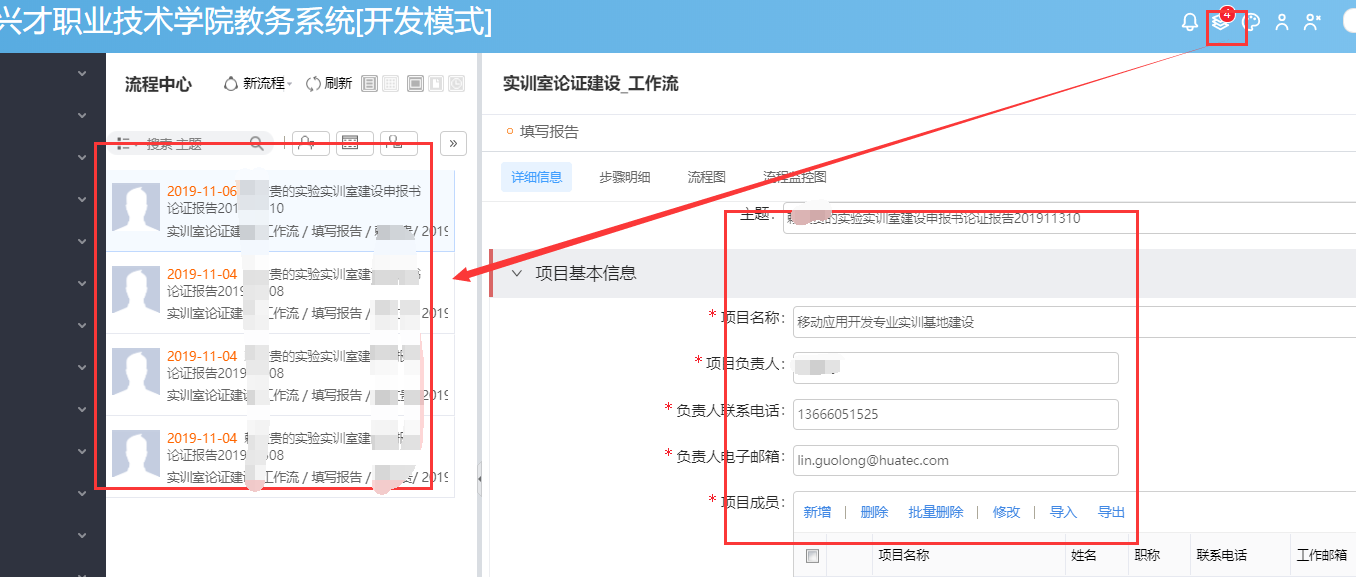 兴才职业技术学院教务系统[开发模式]
4
流程中心 新流程 刷新
搜索 主题 »
2019-11-06 贵的实验实训室建设申报书
论证报告201 10
实训室论证建 工作流 / 填写报告 / / 2019
2019-11-04 贵的实验实训室建 书
论证报告2019 08
实训室论证建 工作流 / 填写报告 / 2019
2019-11-04 贵的实验实训室建 报
论证报告2019 08
实训室论证建 工作流 / 填写报告 / 贵/ 2019
2019-11-04 贵的实验实训室建
论证报告2019 08
实训室论证建 工作流 / 填写报告 / 贵/ 2019
实训室论证建设_工作流
填写报告
详细信息 步骤明细 流程图 流程监控图
主题: 的实验实训室建设申报书论证报告201911310
项目基本信息
* 项目名称: 移动应用开发专业实训基地建设
* 项目负责人:
* 负责人联系电话: 13666051525
* 负责人电子邮箱: lin.guolong@huatec.com
* 项目成员: 新增 | 删除 批量删除 | 修改 | 导入 导出
项目名称 姓名 职称 联系电话 工作邮箱